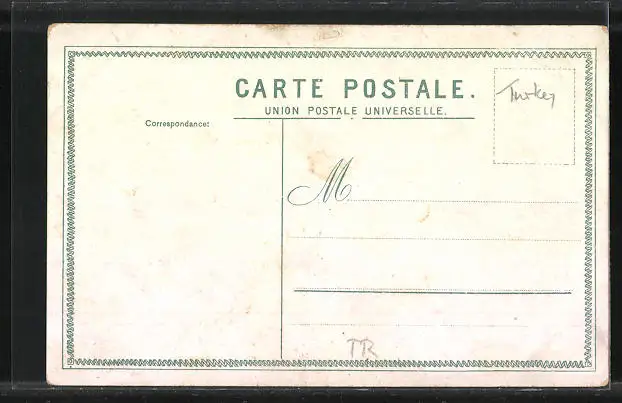 CARTE POSTALE.
UNION POSTALE UNIVERSELLE.
Turkey
Correspondance:
M
TR